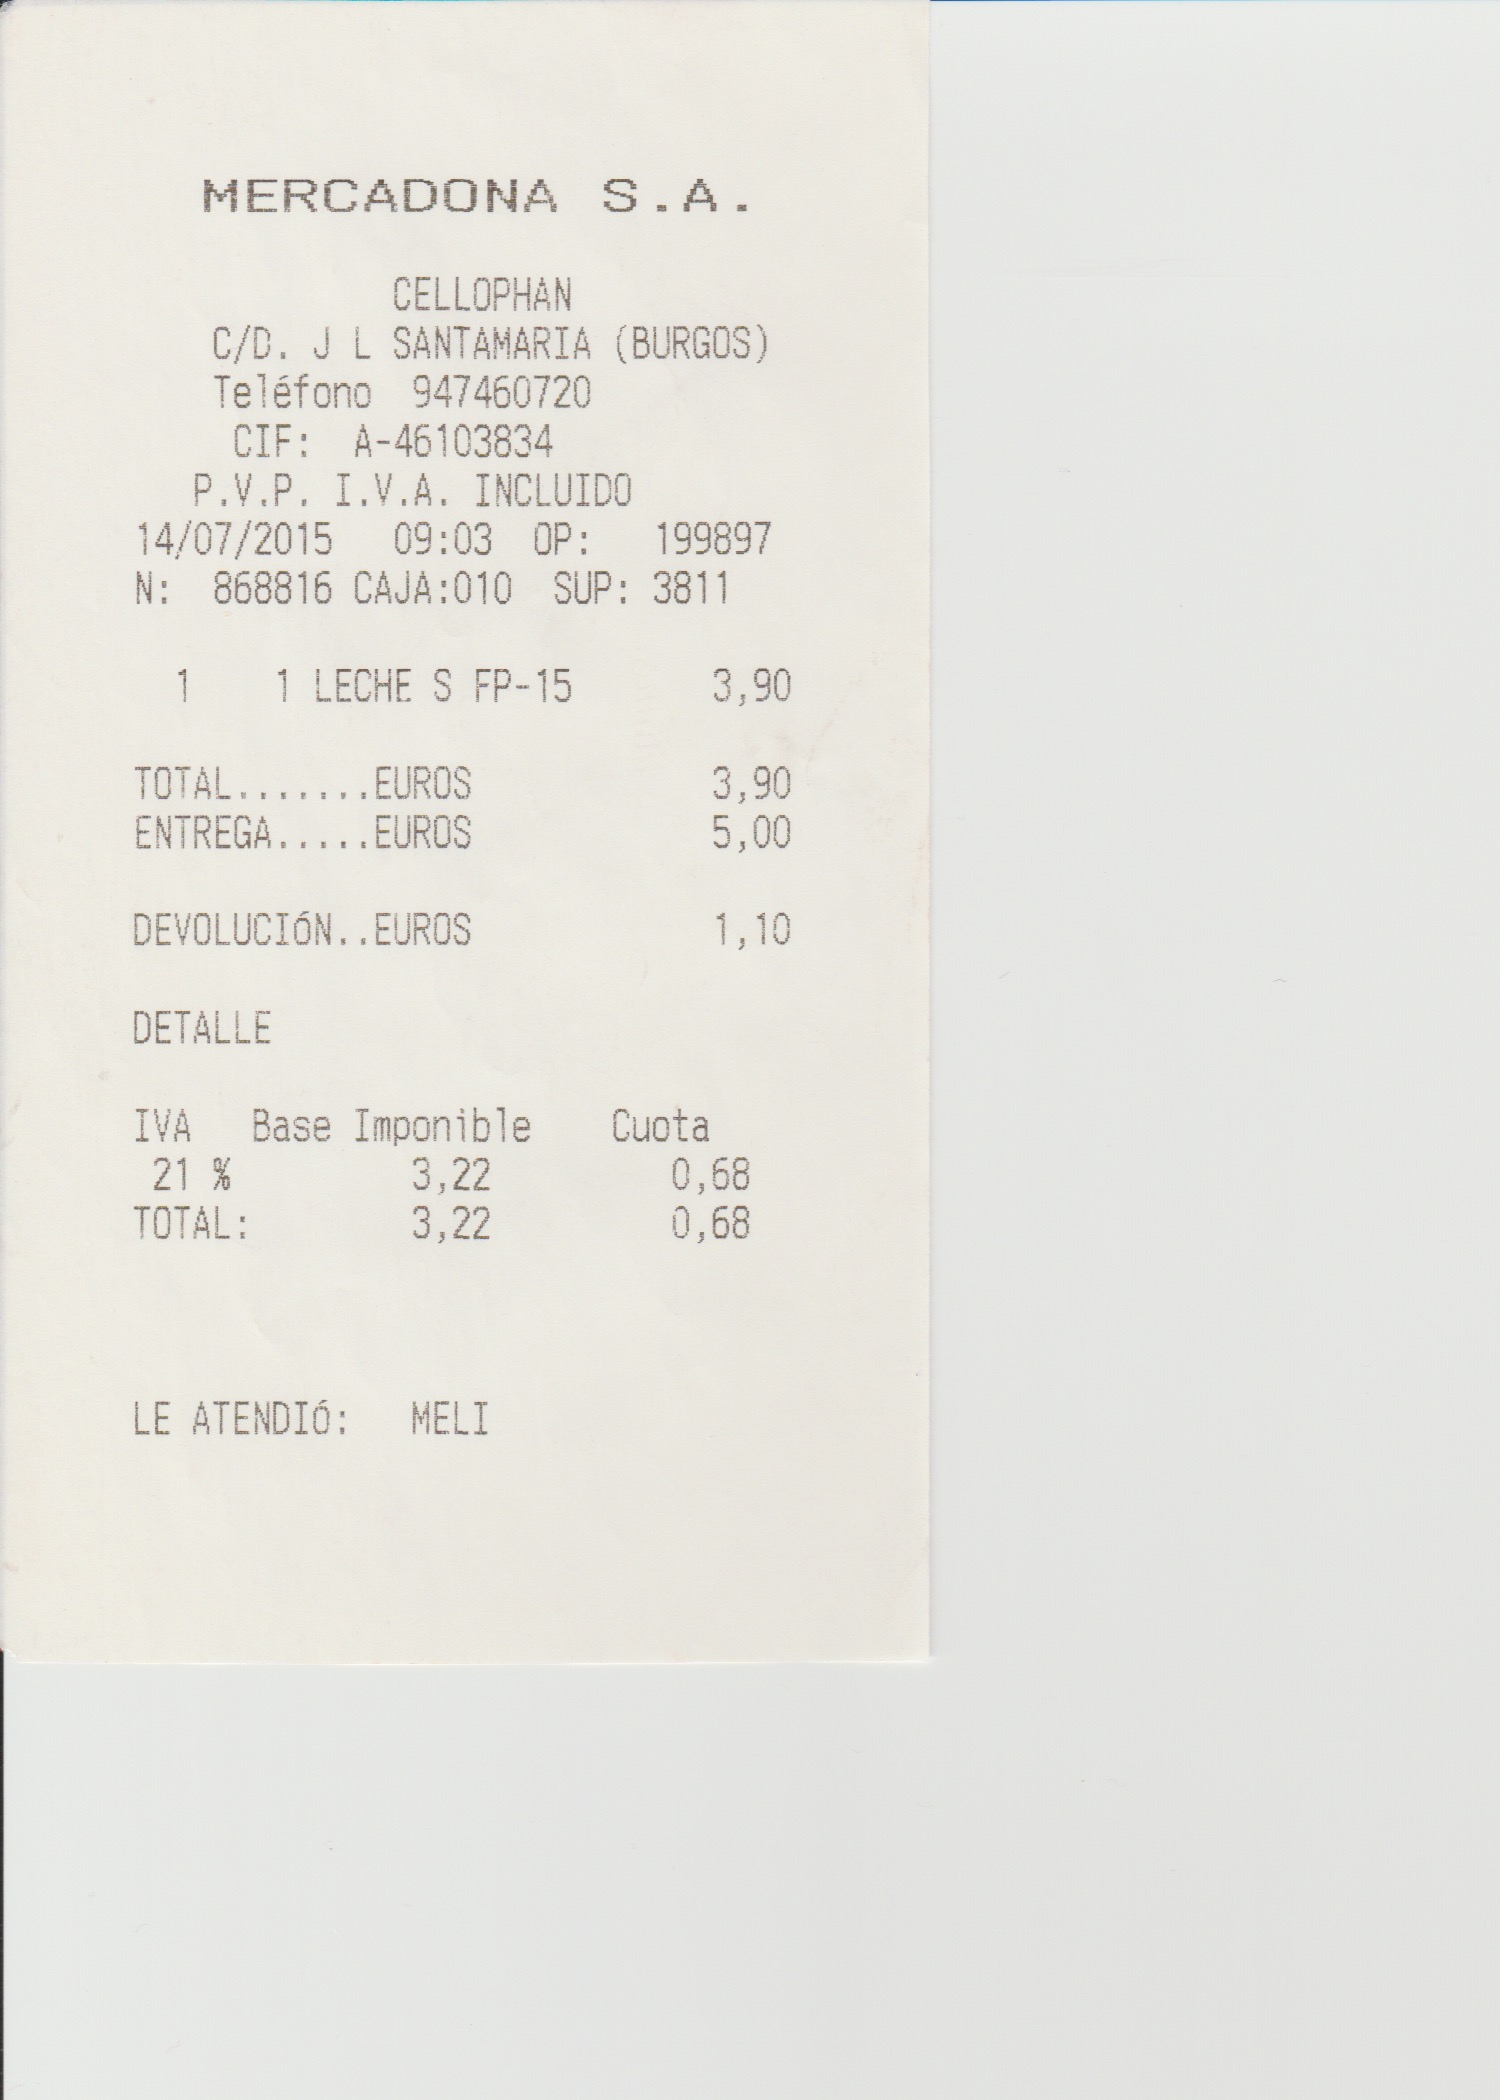 MERCADONA S.A.
CELLOPHAN
C/D. J L SANTAMARIA (BURGOS)
Teléfono 947460720
CIF: A-46103834
P.V.P. I.V.A. INCLUIDO
14/07/2015 09:03 OP: 199897
N: 868816 CAJA:010 SUP: 3811
1 1 LECHE S FP-15 3,90
TOTAL.......EUROS 3,90
ENTREGA.....EUROS 5,00
DEVOLUCIóN..EUROS 1,10
DETALLE
IVA Base Imponible Cuota
21 % 3,22 0,68
TOTAL: 3,22 0,68
LE ATENDIó: MELI